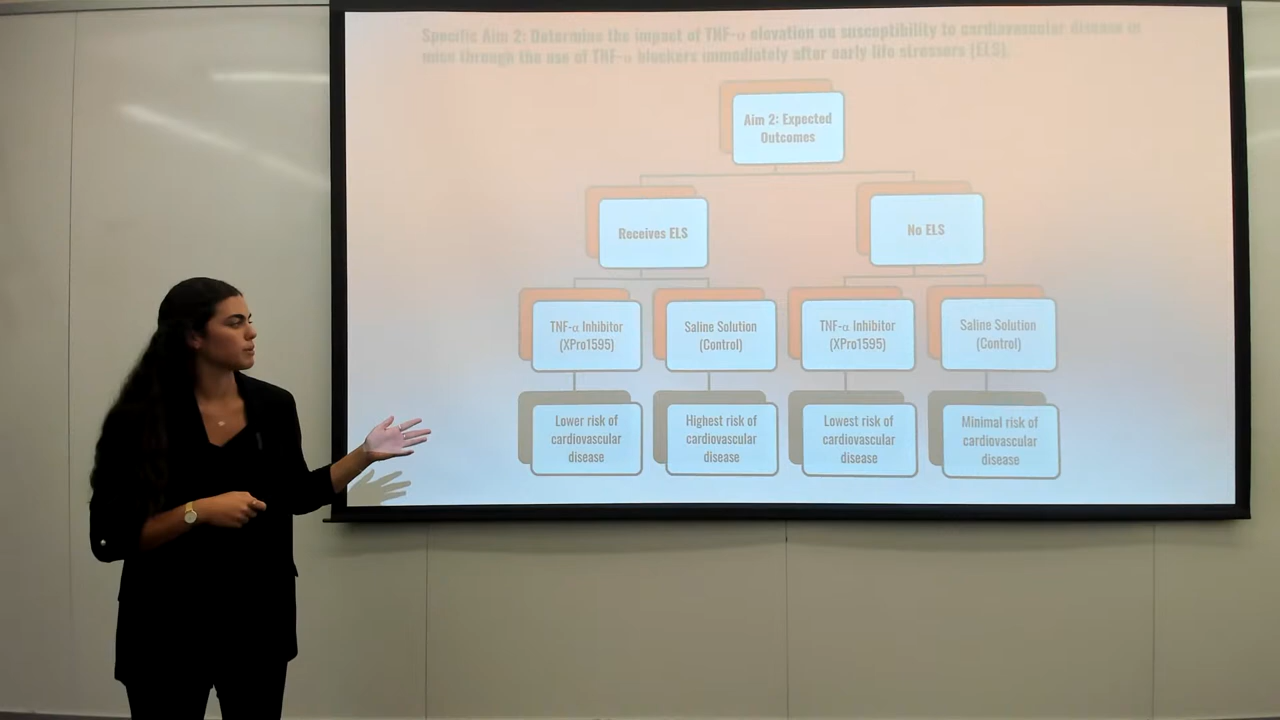 Specific Aim 2: Determine the impact of TNF-α elevation on susceptibility to cardiavascular disease in
mice through the use of TNF-α blockers immediately after early life stressors (ELS).
Aim 2: Expected
Outcomes
Receives ELS
No ELS
TNF-α Inhibitor
(XPro1595)
Saline Solution
(Control)
TNF-α Inhibitor
(XPro1595)
Saline Solution
(Control)
Lower risk of
cardiovascular
disease
Highest risk of
cardiovascular
disease
Lowest risk of
cardiovascular
disease
Minimal risk of
cardiovascular
disease